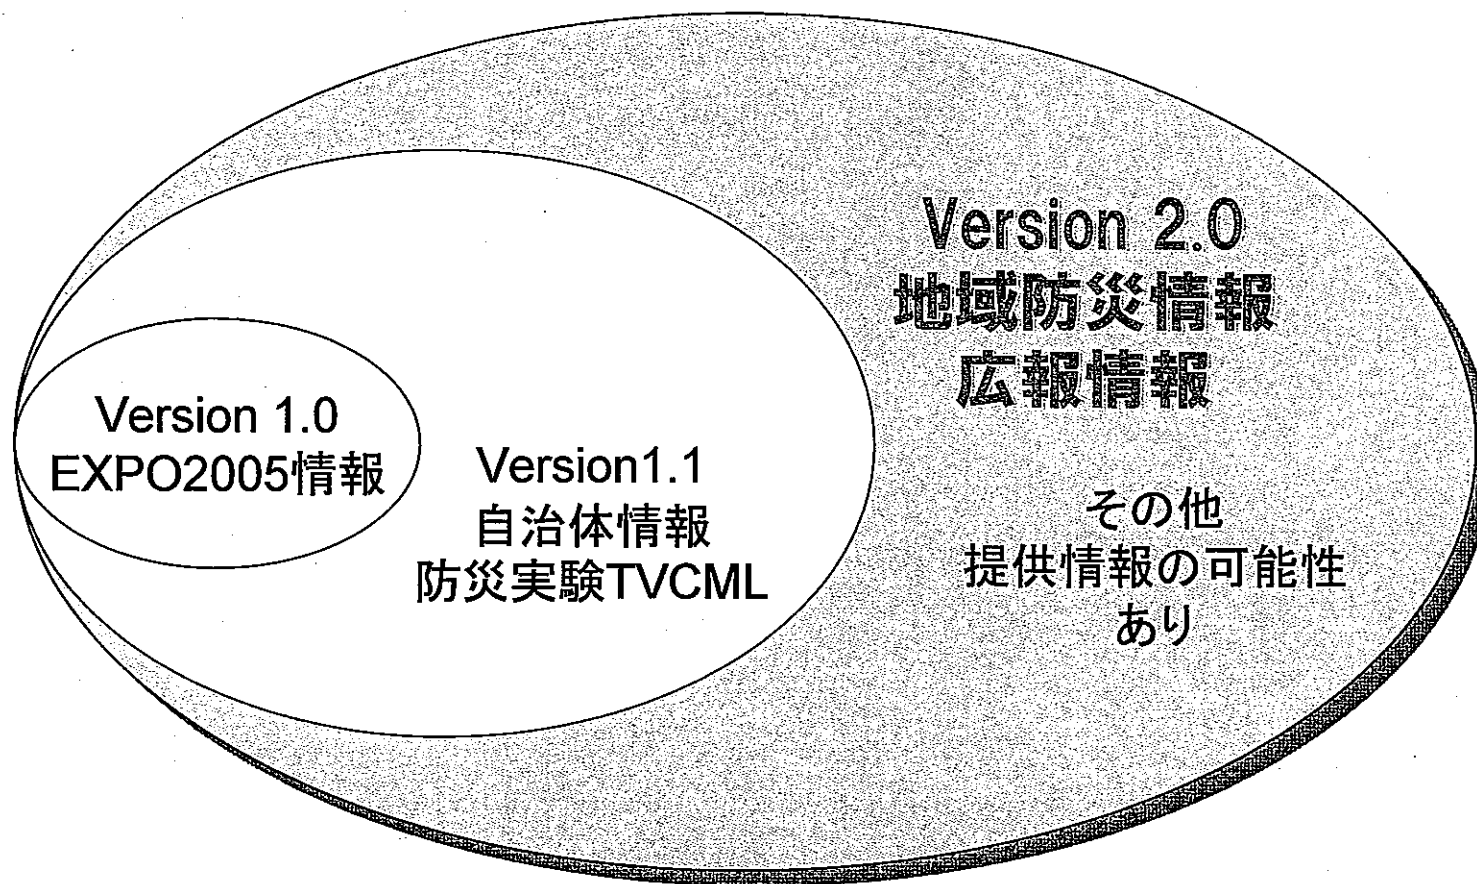 Version 1.0
EXPO2005情報
Version1.1
自治体情報
防災実験TVCML
Version 2.0
地域防災情報
広報情報
その他
提供情報の可能性
あり